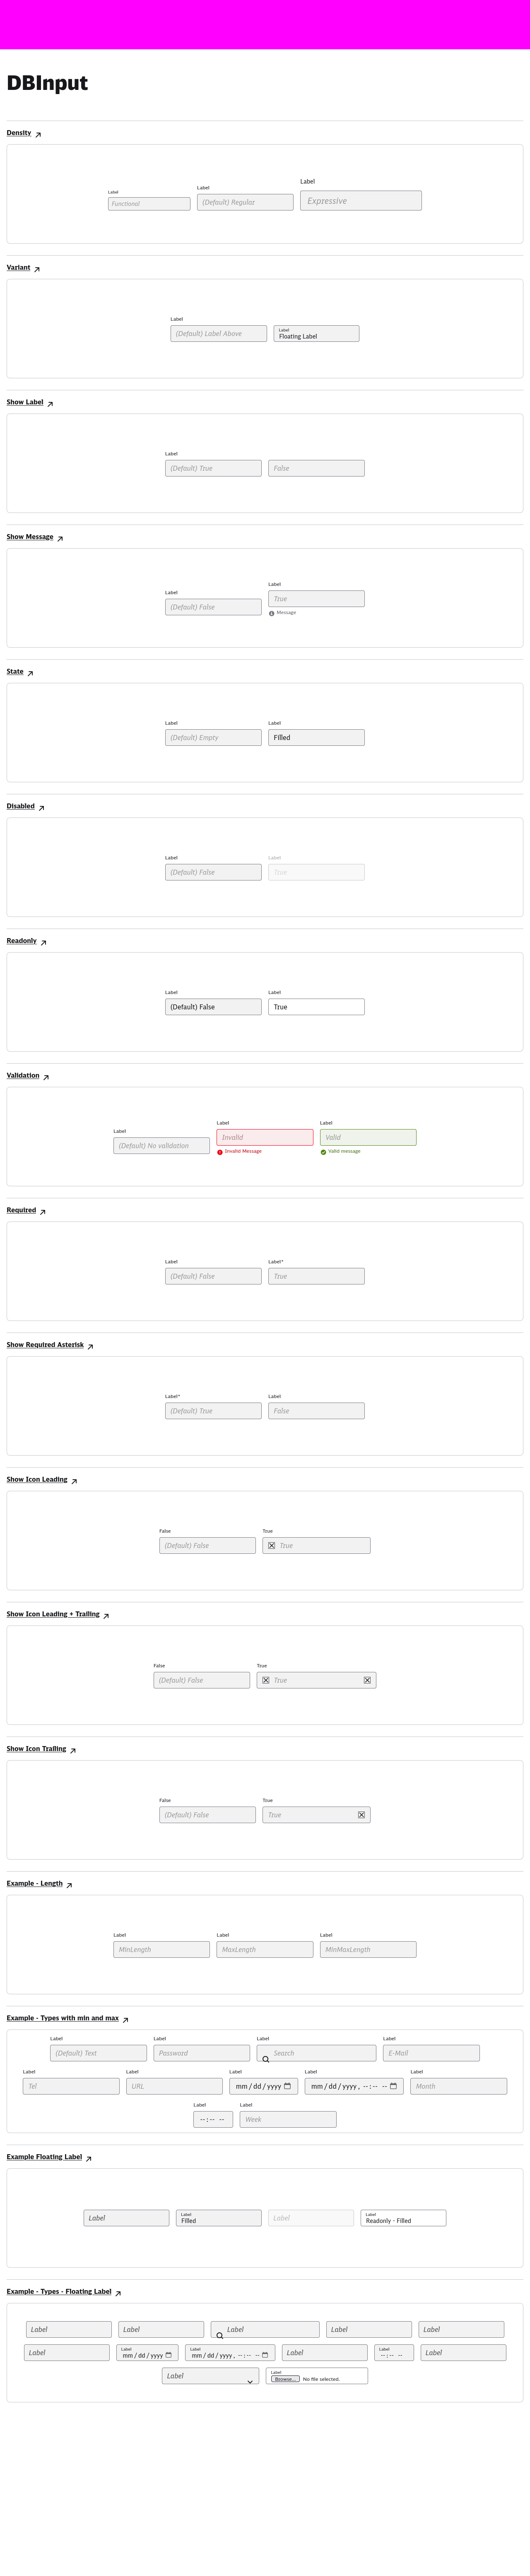 DBInput
Density
Label Label Label
Functional (Default) Regular Expressive
Variant
Label
(Default) Label Above Label Floating Label
Show Label
Label
(Default) True False
Show Message
Label Label
(Default) False True
Message
State
Label Label
(Default) Empty Filled
Disabled
Label Label
(Default) False True
Readonly
Label Label
(Default) False True
Validation
Label Label Label
(Default) No validation Invalid Valid
Invalid Message Valid message
Required
Label Label*
(Default) False True
Show Required Asterisk
Label* Label
(Default) True False
Show Icon Leading
False True
(Default) False True
Show Icon Leading + Trailing
False True
(Default) False True
Show Icon Trailing
False True
(Default) False True
Example - Length
Label Label Label
MinLength MaxLength MinMaxLength
Example - Types with min and max
Label Label Label Label
(Default) Text Password Search E-Mail
Label Label Label Label Label
Tel URL mm/dd/yyyy mm/dd/yyyy, --:-- -- Month
Label Label
--:-- -- Week
Example Floating Label
Label Label Filled Label Label Readonly - Filled
Example - Types - Floating Label
Label Label Label Label Label
Label Label mm/dd/yyyy Label mm/dd/yyyy, --:-- -- Label Label --:-- -- Label
Label Label Browse... No file selected.